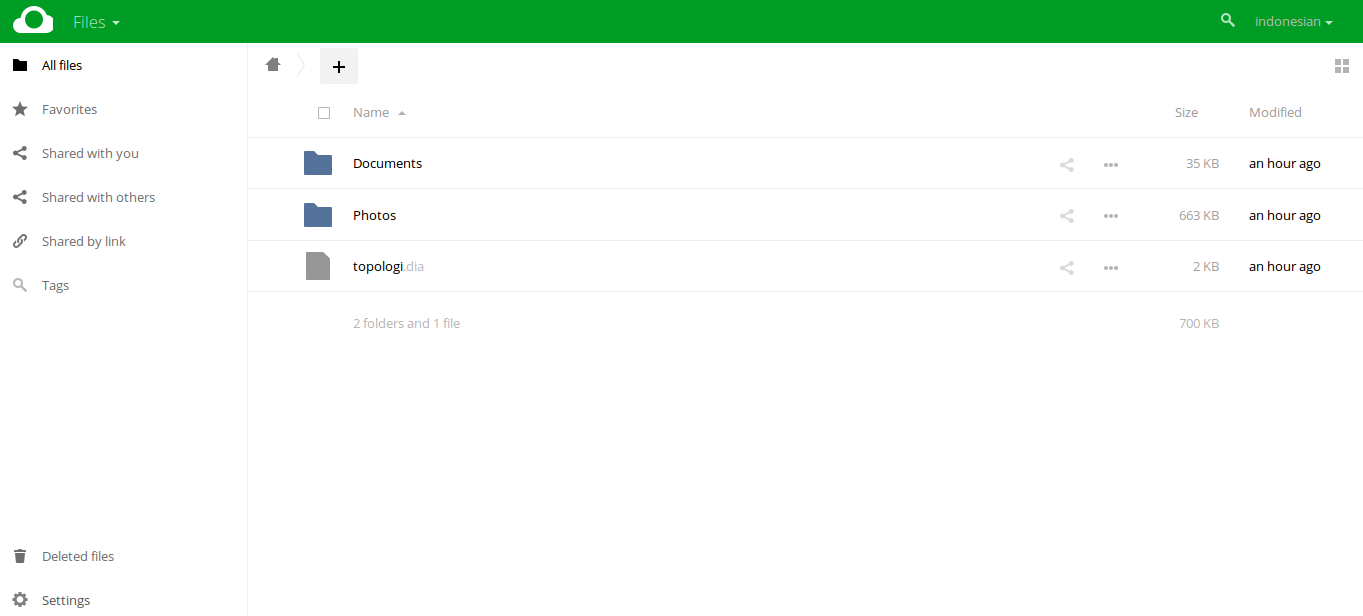 Files
indonesian
All files
Favorites
Shared with you
Shared with others
Shared by link
Tags
Deleted files
Settings
Name Size Modified
Documents 35 KB an hour ago
Photos 663 KB an hour ago
topologi.dia 2 KB an hour ago
2 folders and 1 file 700 KB